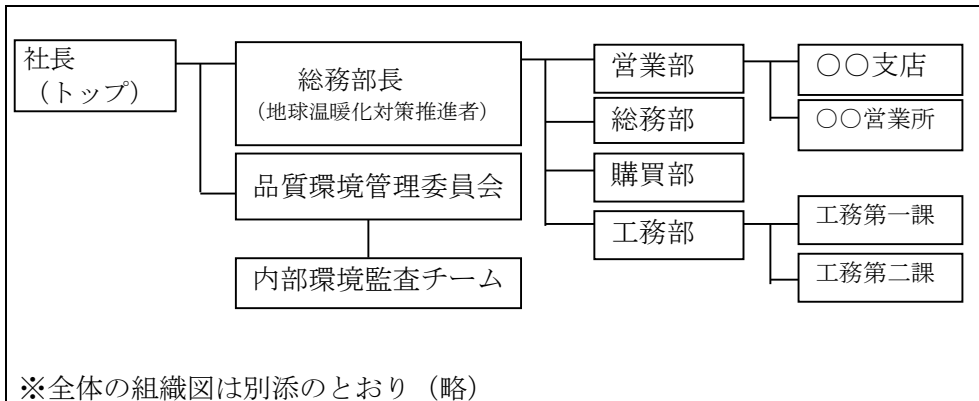 社長
（トップ）
総務部長
（地球温暖化対策推進者）
品質環境管理委員会
内部環境監査チーム
営業部
総務部
購買部
工務部
○○支店
○○営業所
工務第一課
工務第二課
※全体の組織図は別添のとおり（略）